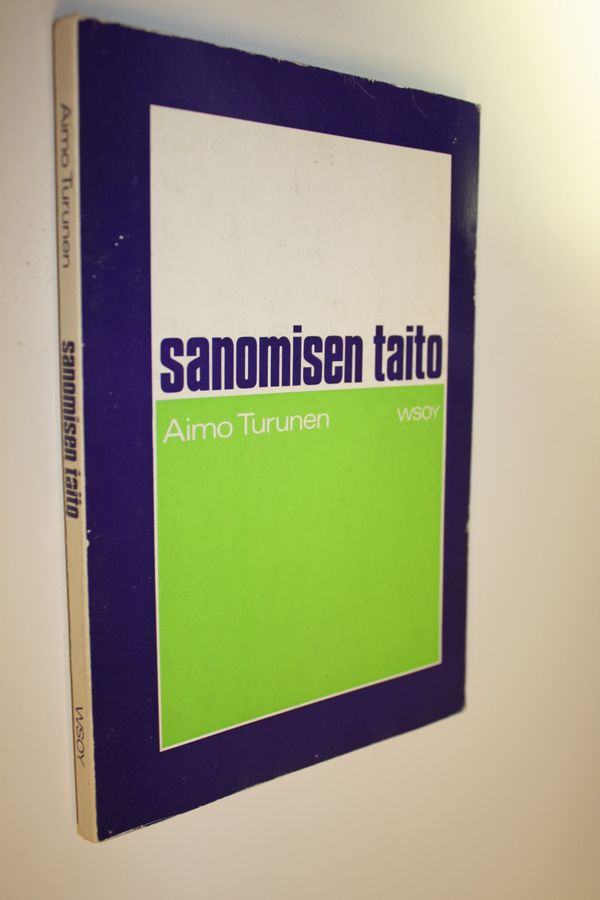 Aimo Turunen
sanomisen taito
WSOY
sanomisen taito
Aimo Turunen
WSOY